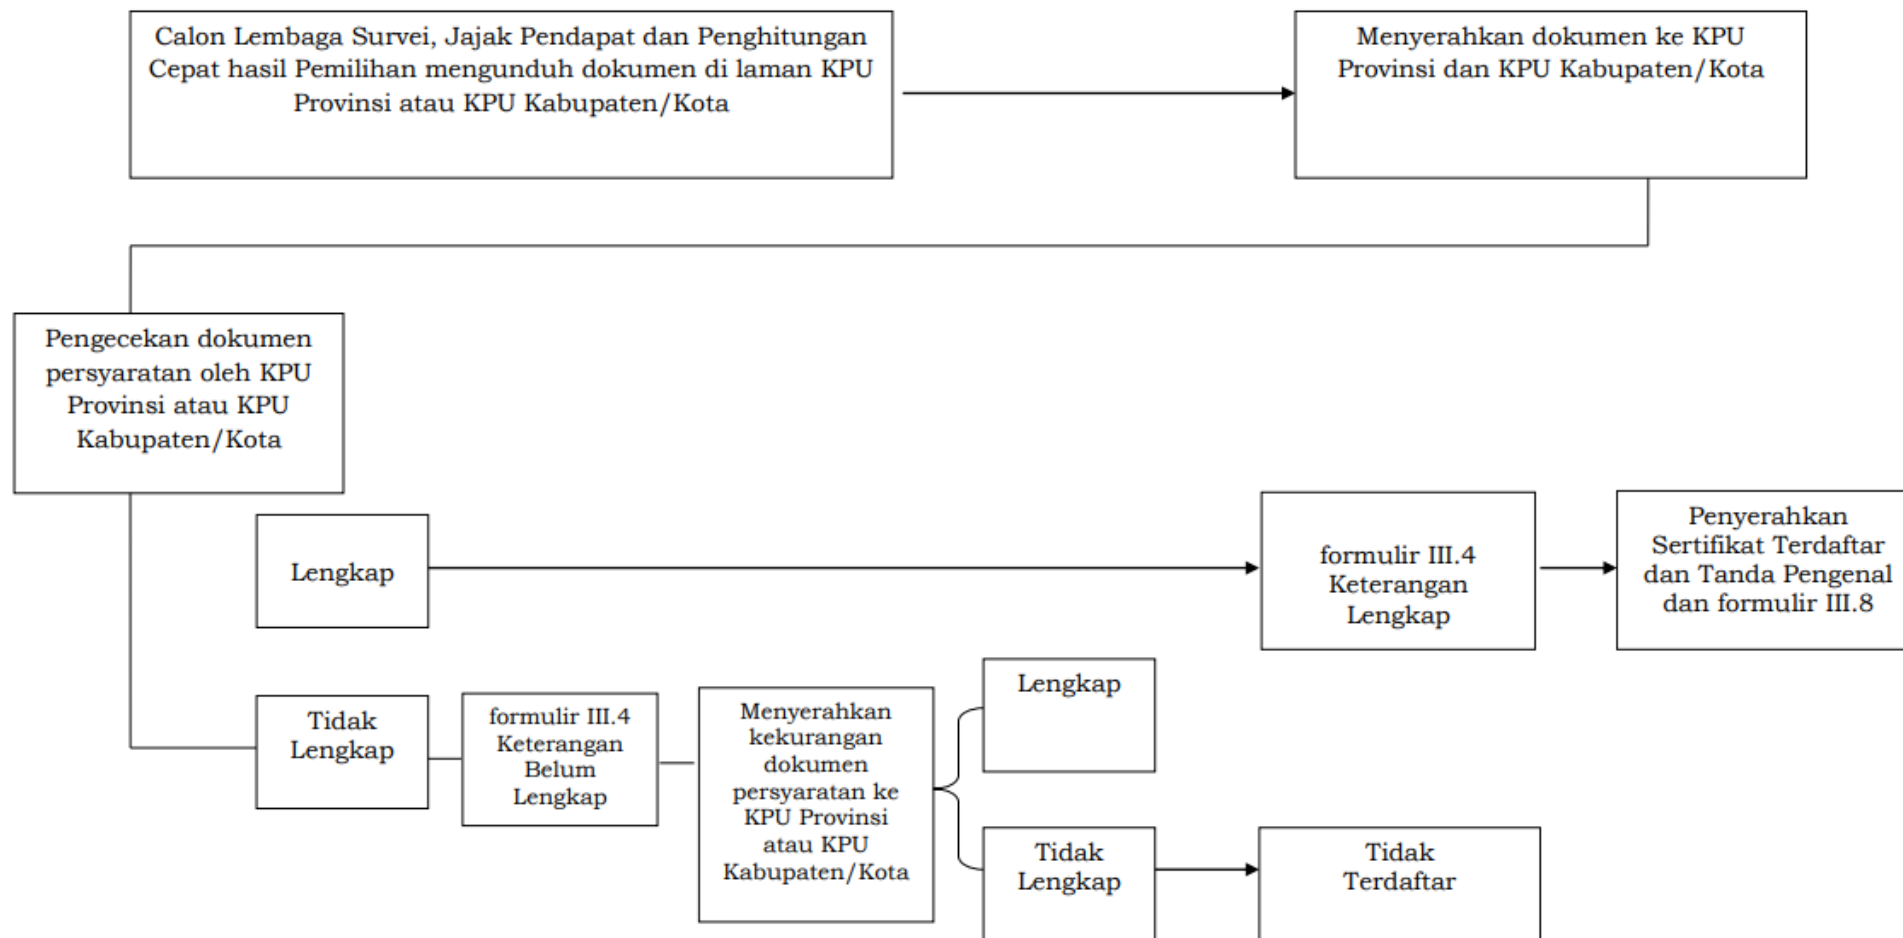 Calon Lembaga Survei, Jajak Pendapat dan Penghitungan
Cepat hasil Pemilihan mengunduh dokumen di laman KPU
Provinsi atau KPU Kabupaten/Kota
Menyerahkan dokumen ke KPU
Provinsi dan KPU Kabupaten/Kota
Pengecekan dokumen
persyaratan oleh KPU
Provinsi atau KPU
Kabupaten/Kota
Lengkap
formulir III.4
Keterangan
Lengkap
Penyerahkan
Sertifikat Terdaftar
dan Tanda Pengenal
dan formulir III.8
Tidak
Lengkap
formulir III.4
Keterangan
Belum
Lengkap
Menyerahkan
kekurangan
dokumen
persyaratan ke
KPU Provinsi
atau KPU
Kabupaten/Kota
Lengkap
Tidak
Lengkap
Tidak
Terdaftar